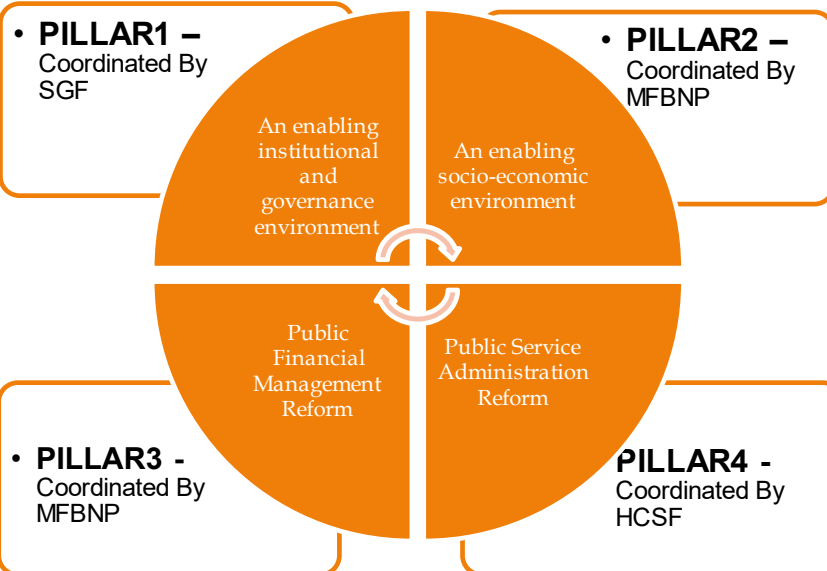 • PILLAR1 –
Coordinated By
SGF
• PILLAR2 –
Coordinated By
MFBNP
An enabling
institutional
and
governance
environment
An enabling
socio-economic
environment
Public
Financial
Management
Reform
Public Service
Administration
Reform
• PILLAR3 -
Coordinated By
MFBNP
PILLAR4 -
Coordinated By
HCSF